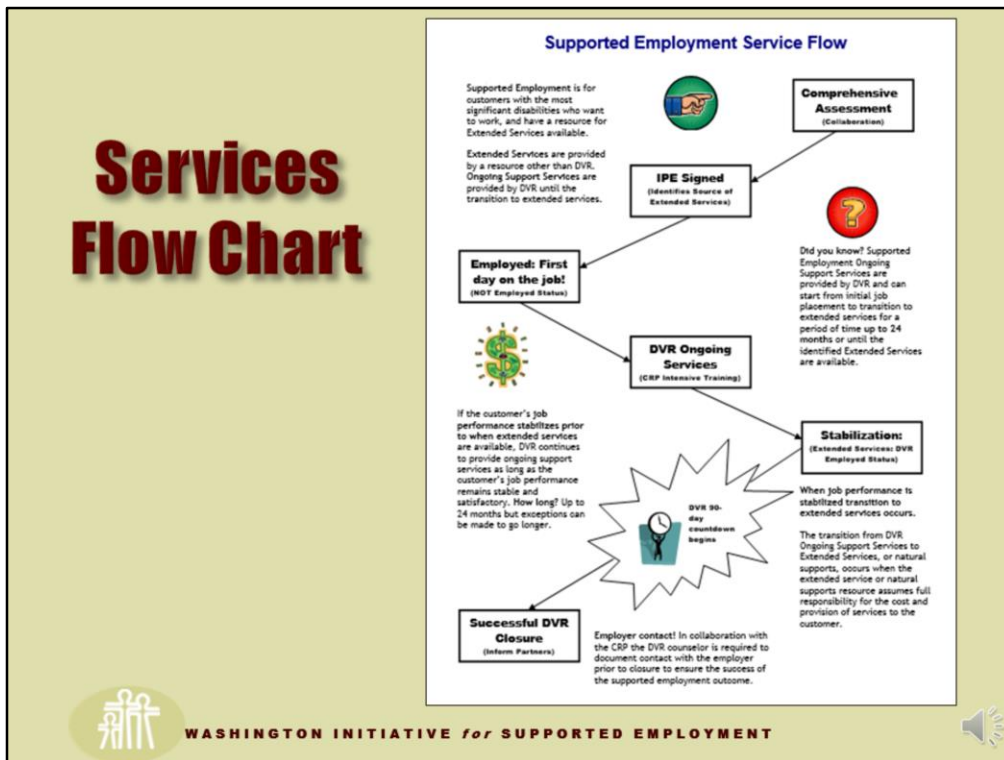 Services
Flow Chart
Supported Employment Service Flow
Supported Employment is for
customers with the most
significant disabilities who want
to work, and have a resource for
Extended Services available.
Extended Services are provided
by a resource other than DVR.
Ongoing Support Services are
provided by DVR until the
transition to extended services.
Comprehensive
Assessment
(Collaboration)
IPE Signed
(Identifies Source of
Extended Services)
?
Did you know? Supported
Employment Ongoing
Support Services are
provided by DVR and can
start from initial job
placement to transition to
extended services for a
period of time up to 24
months or until the
identified Extended Services
are available.
Employed: First
day on the job!
(NOT Employed Status)
$
DVR Ongoing
Services
(CRP Intensive Training)
If the customer's job
performance stabilizes prior
to when extended services
are available, DVR continues
to provide ongoing support
services as long as the
customer's job performance
remains stable and
satisfactory. How long? Up to
24 months but exceptions can
be made to go longer.
Stabilization:
(Extended Services: DVR
Employed Status)
When job performance is
stabilized transition to
extended services occurs.
The transition from DVR
Ongoing Support Services to
Extended Services, or natural
supports, occurs when the
extended service or natural
supports resource assumes full
responsibility for the cost and
provision of services to the
customer.
DVR 90-
day
countdown
begins
Successful DVR
Closure
(Inform Partners)
Employer contact! In collaboration with
the CRP the DVR counselor is required to
document contact with the employer
prior to closure to ensure the success of
the supported employment outcome.
WASHINGTON INITIATIVE for SUPPORTED EMPLOYMENT